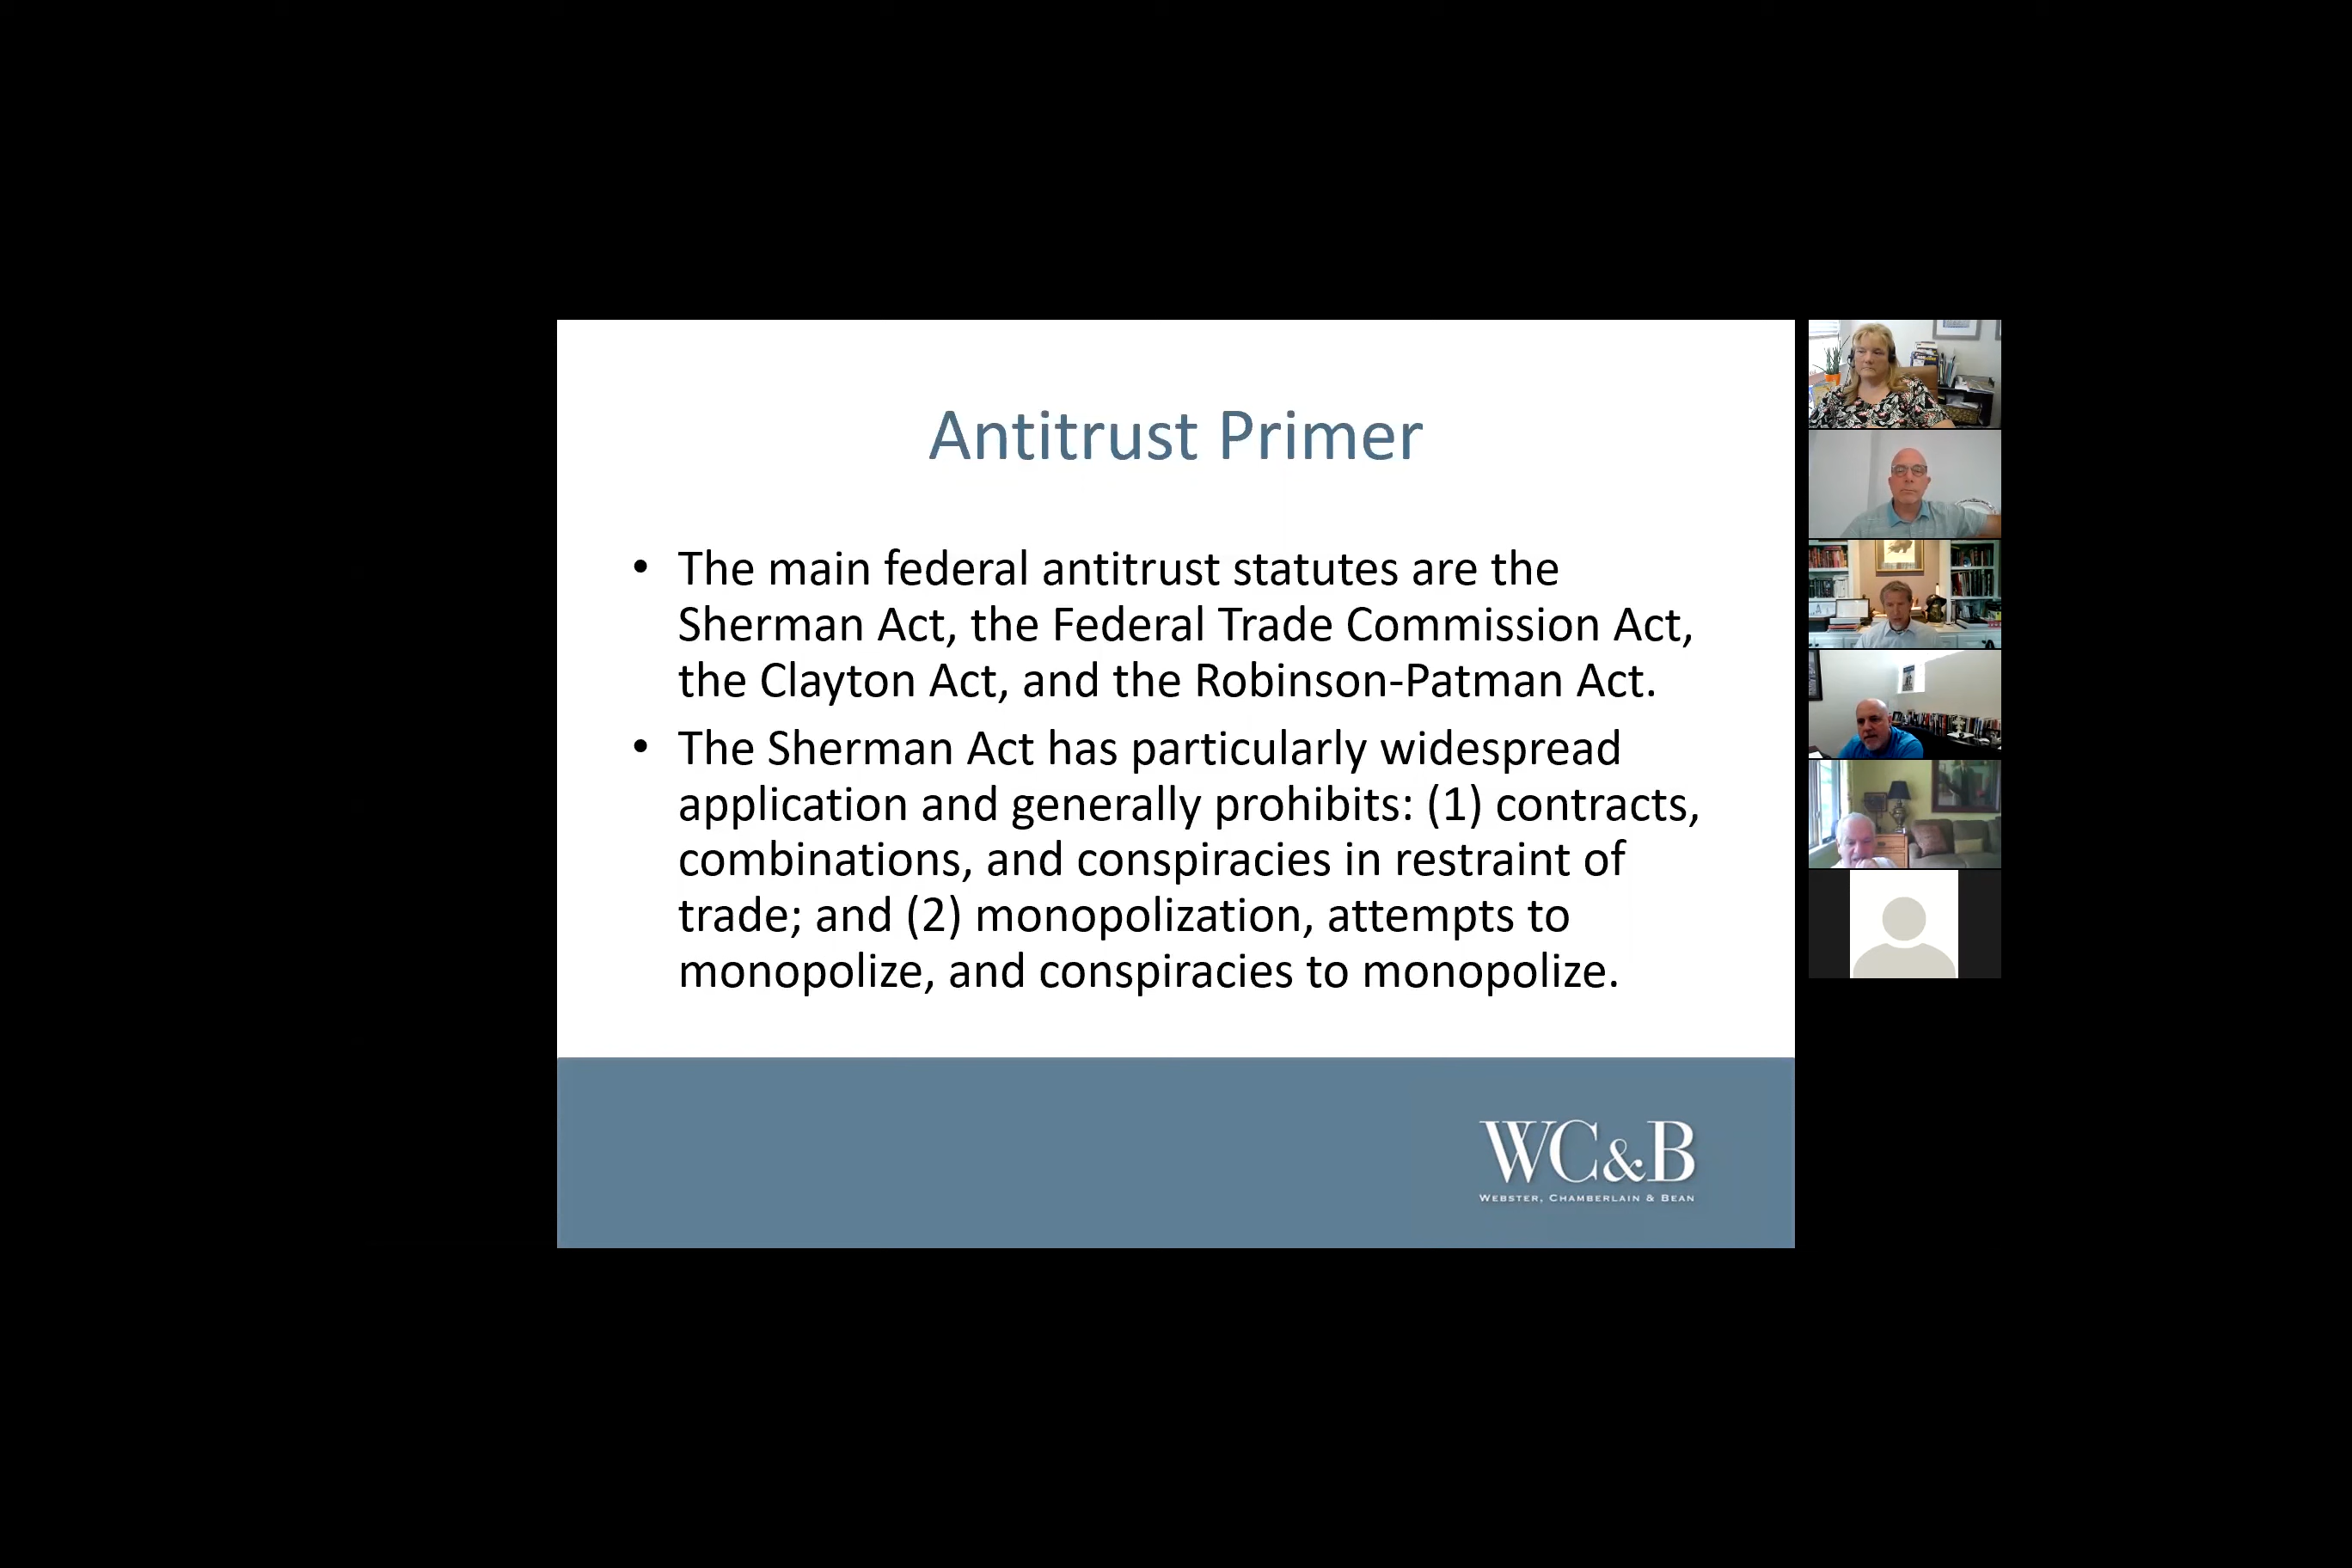 Antitrust Primer
• The main federal antitrust statutes are the
Sherman Act, the Federal Trade Commission Act,
the Clayton Act, and the Robinson-Patman Act.
• The Sherman Act has particularly widespread
application and generally prohibits: (1) contracts,
combinations, and conspiracies in restraint of
trade; and (2) monopolization, attempts to
monopolize, and conspiracies to monopolize.
WC&B
WEBSTER, CHAMBERLAIN & BEAN